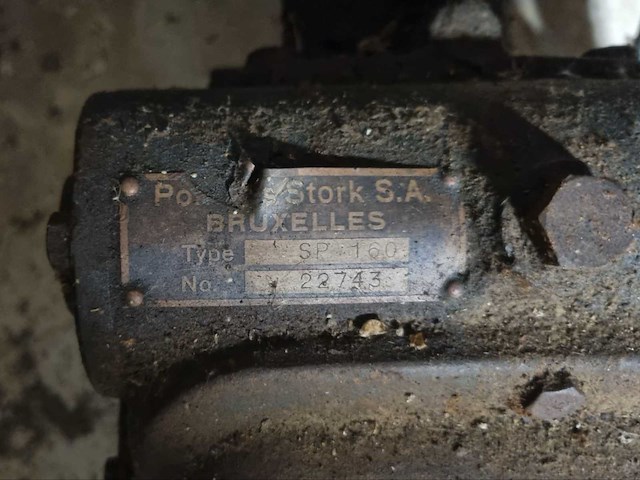 Stork S.A.
BRUXELLES
Type SP 160
No 22743